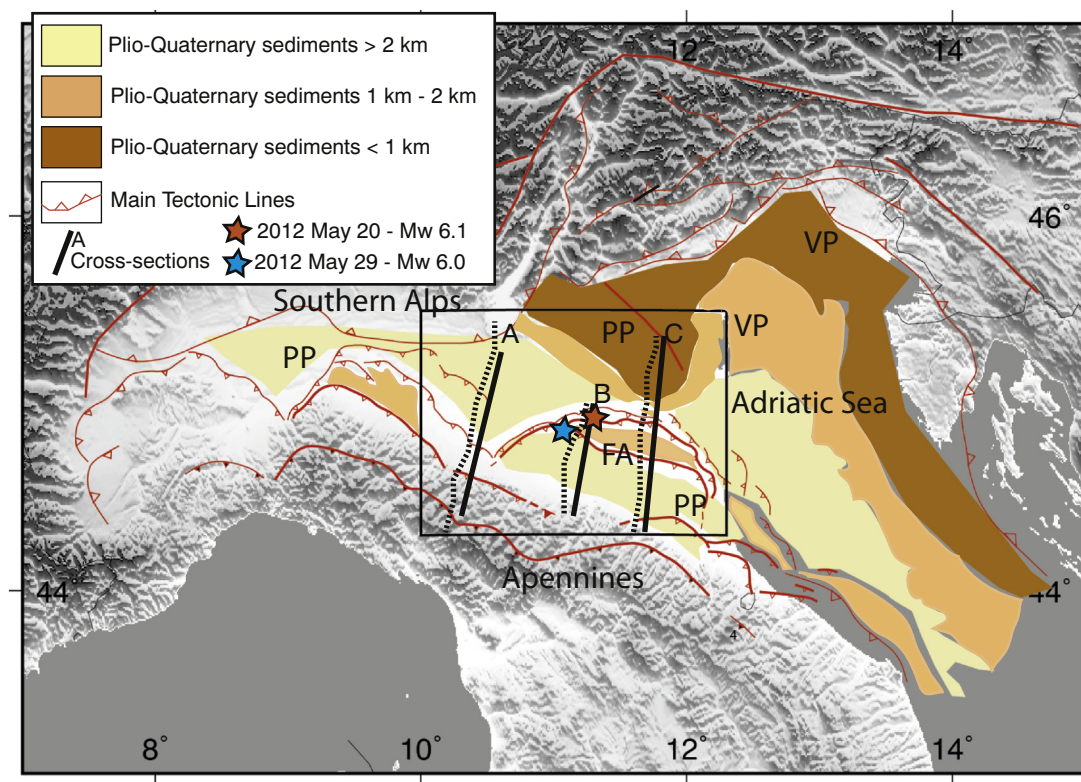 Plio-Quaternary sediments > 2 km
Plio-Quaternary sediments 1 km - 2 km
Plio-Quaternary sediments < 1 km
Main Tectonic Lines
A
Cross-sections
2012 May 20 - Mw 6.1
2012 May 29 - Mw 6.0
12
14
46°
VP
Southern Alps
PP
A
PP
C
VP
B
Adriatic Sea
FA
PP
Apennines
44
44°
4
8°
10°
12°
14°